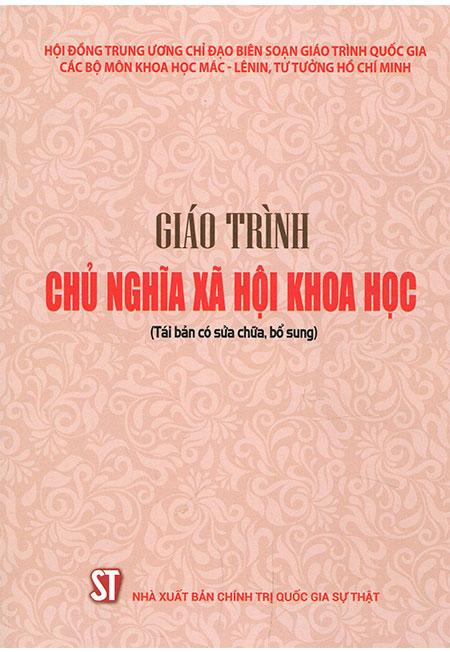 HỘI ĐỒNG TRUNG ƯƠNG CHỈ ĐẠO BIÊN SOẠN GIÁO TRÌNH QUỐC GIA
CÁC BỘ MÔN KHOA HỌC MÁC - LÊNIN, TƯ TƯỞNG HỒ CHÍ MINH
GIÁO TRÌNH
CHỦ NGHĨA XÃ HỘI KHOA HỌC
(Tái bản có sửa chữa, bổ sung)
ST
NHÀ XUẤT BẢN CHÍNH TRỊ QUỐC GIA SỰ THẬT